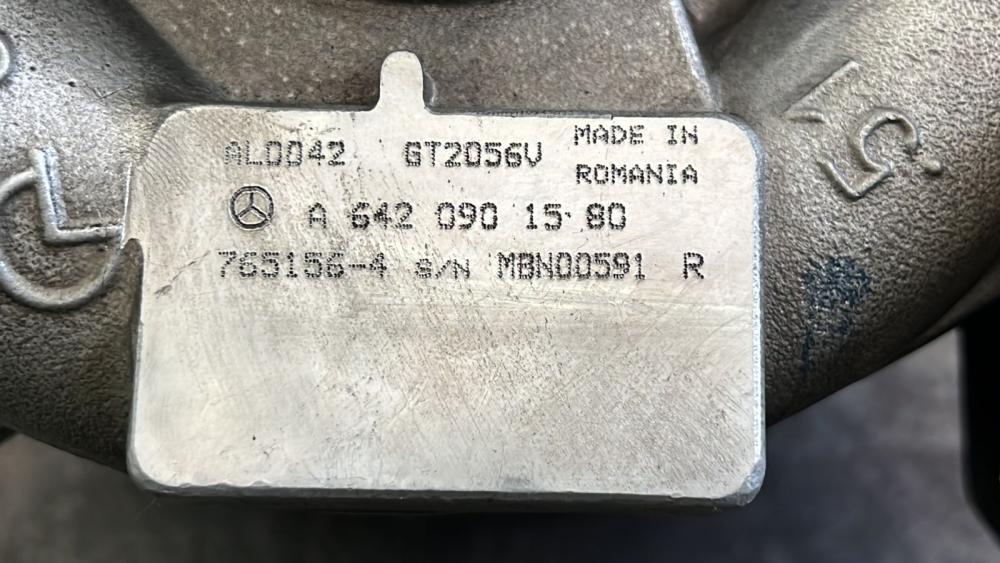 AL0042 GT2056V MADE IN
ROMANIA
A 642 090 15 80
765156-4 S/N MBN00591 R